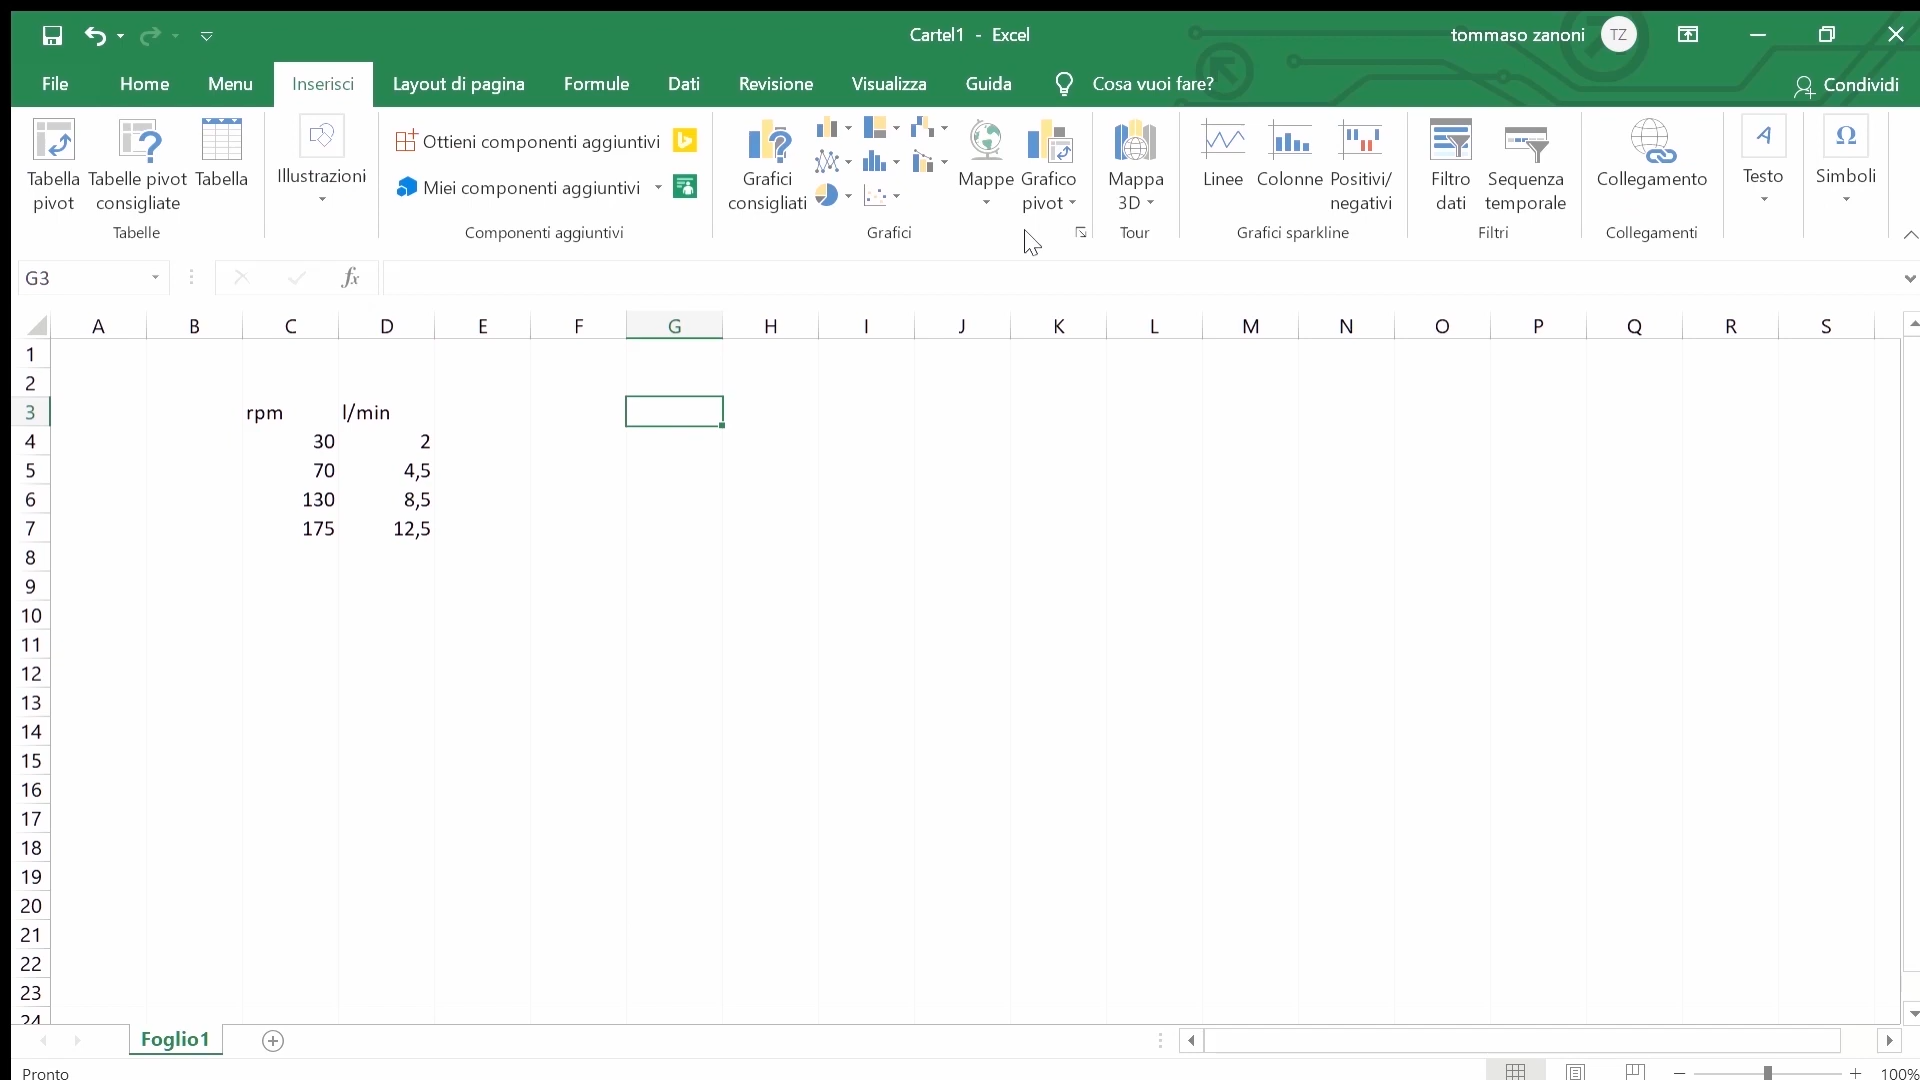 Cartel1 - Excel
tommaso zanoni
TZ
File Home Menu Inserisci Layout di pagina Formule Dati Revisione Visualizza Guida Cosa vuoi fare? Condividi
Tabella pivot
Tabelle pivot consigliate
Tabella
Illustrazioni
Ottieni componenti aggiuntivi
Miei componenti aggiuntivi
Grafici consigliati
Mappe
Grafico pivot
Mappa 3D
Linee
Colonne
Positivi/ negativi
Filtro dati
Sequenza temporale
Collegamento
Testo
Simboli
Tabelle Componenti aggiuntivi Grafici Tour Grafici sparkline Filtri Collegamenti
G3 fx
A B C D E F G H I J K L M N O P Q R S
1
2
3 rpm l/min
4 30 2
5 70 4,5
6 130 8,5
7 175 12,5
8
9
10
11
12
13
14
15
16
17
18
19
20
21
22
23
24
Foglio1
Pronto 100%